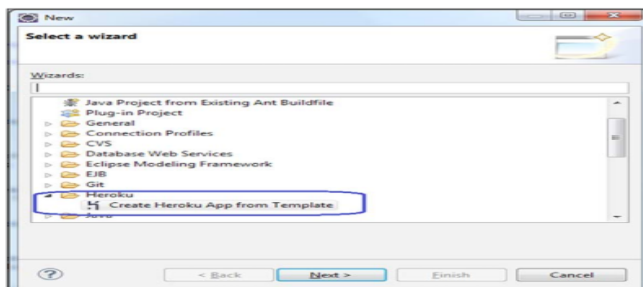 New
Select a wizard
Wizards:
Java Project from Existing Ant Buildfile
Plug-in Project
General
Connection Profiles
CVS
Database Web Services
Eclipse Modeling Framework
EJB
Git
Heroku
Create Heroku App from Template
Java
?
< Back
Next >
Finish
Cancel